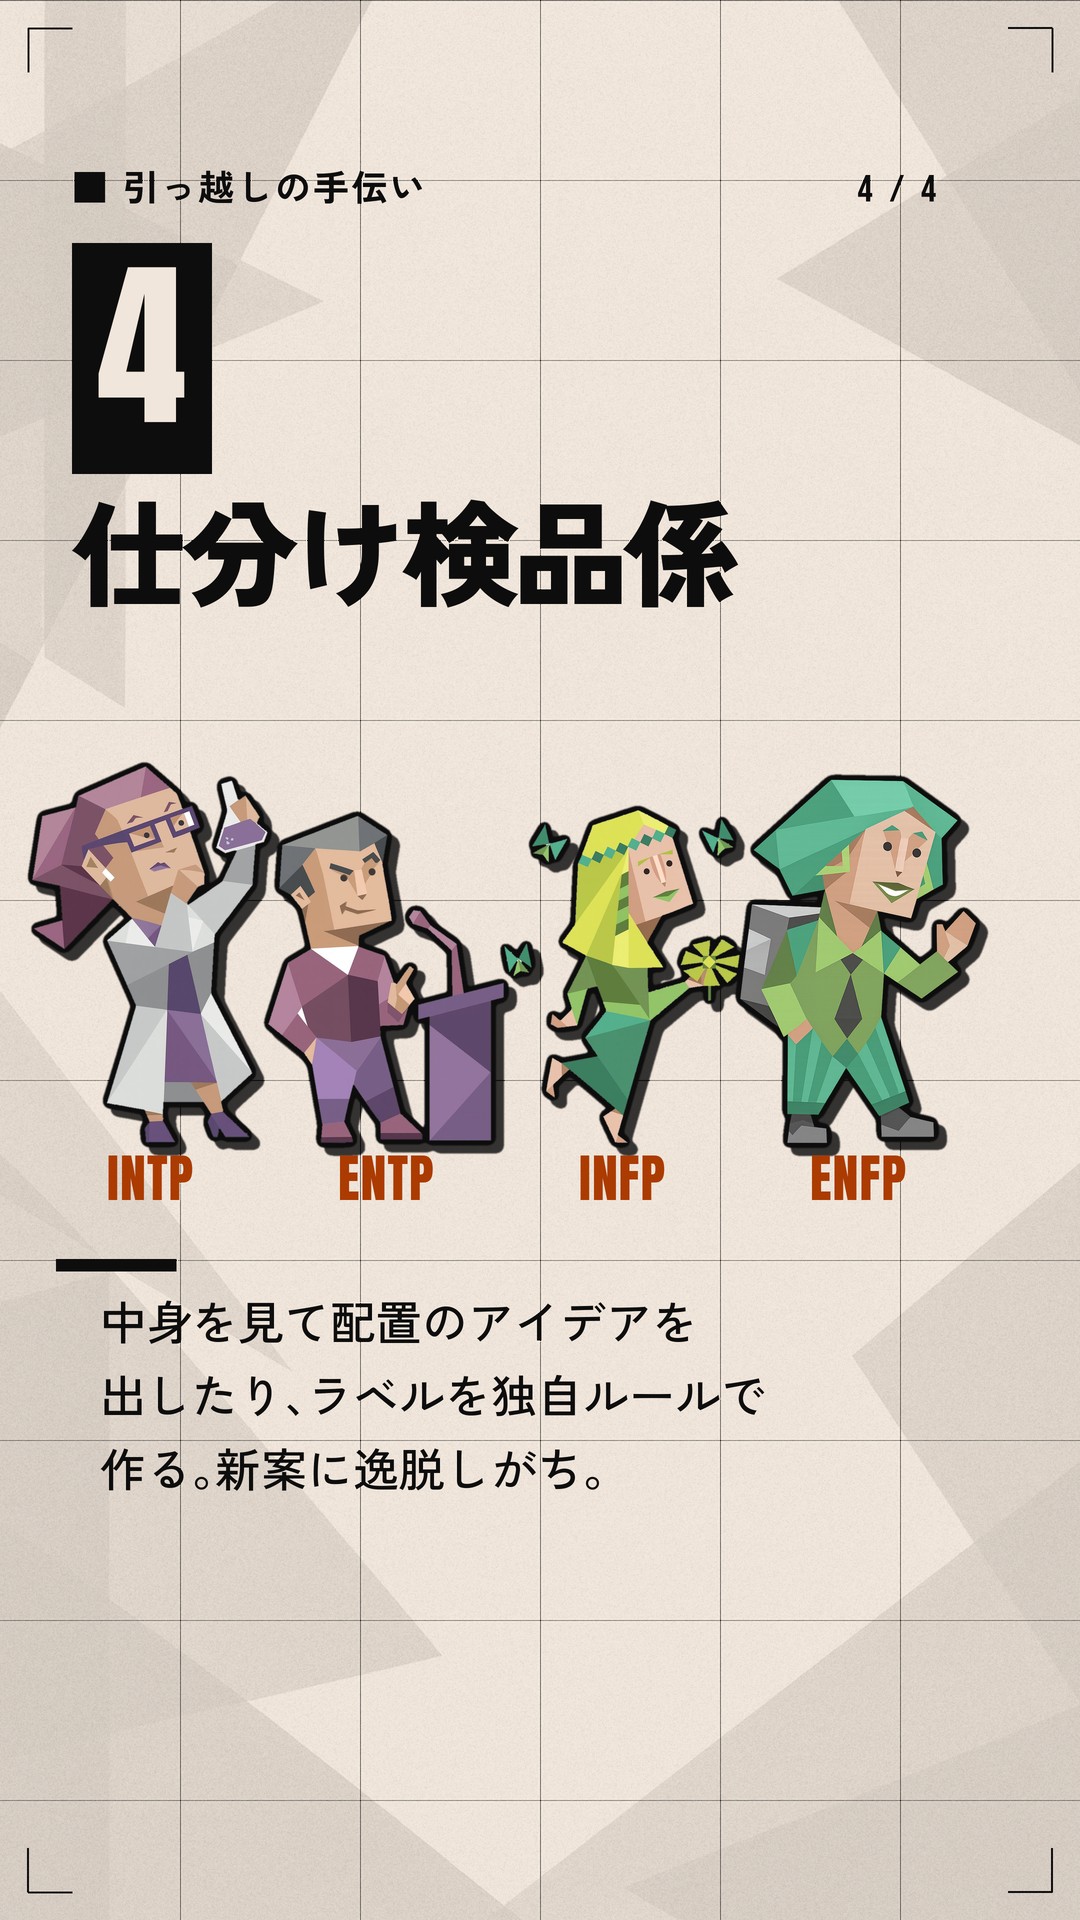 ■ 引っ越しの手伝い
4 / 4
4
仕分け検品係
INTP
ENTP
INFP
ENFP
中身を見て配置のアイデアを
出したり、ラベルを独自ルールで
作る。新案に逸脱しがち。